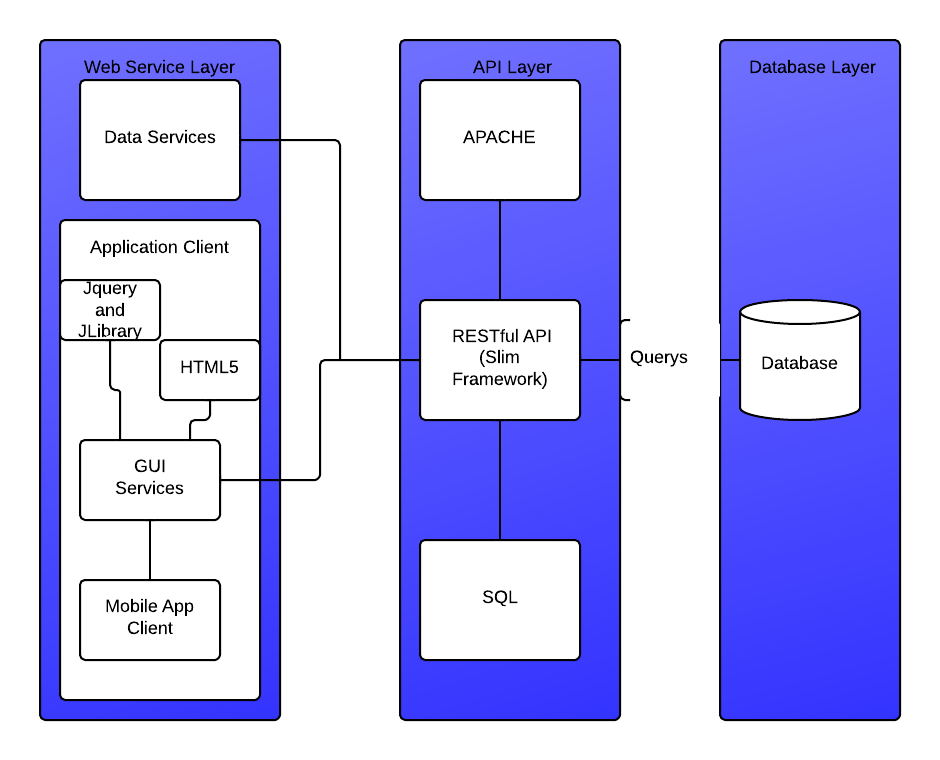 Web Service Layer
Data Services
Application Client
Jquery
and
JLibrary
HTML5
GUI
Services
Mobile App
Client
API Layer
APACHE
RESTful API
(Slim
Framework)
SQL
Querys
Database Layer
Database